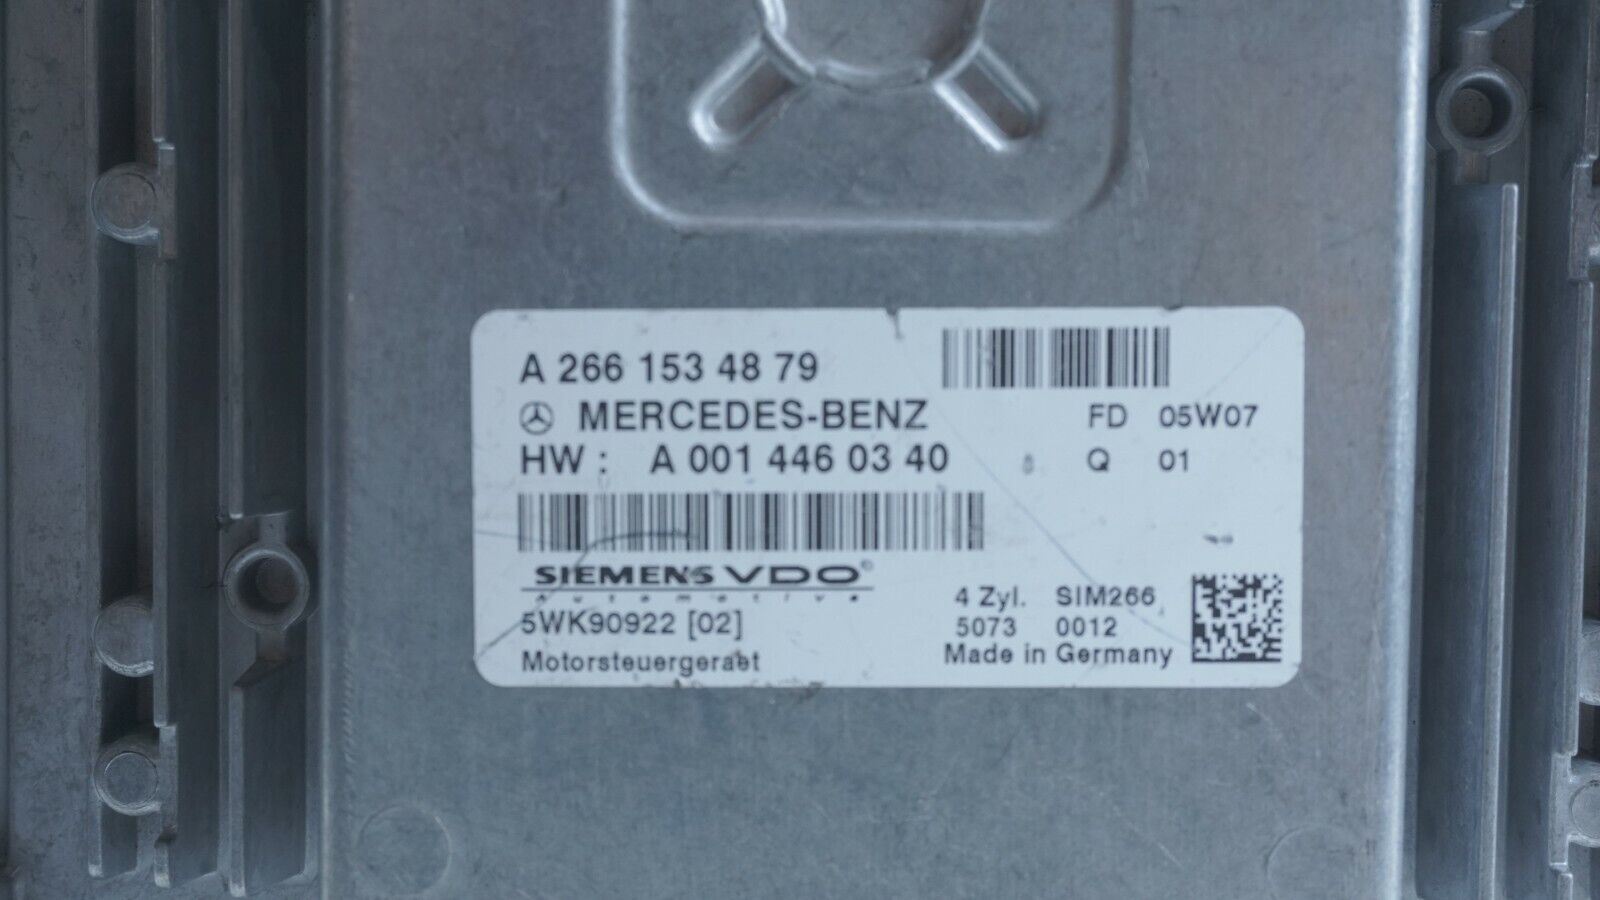 A 266 153 48 79
MERCEDES-BENZ FD 05W07
HW : A 001 446 03 40 Q 01
SIEMENS VDO
Automotive
5WK90922 [02]
Motorsteuergeraet
4 Zyl. SIM266
5073 0012
Made in Germany